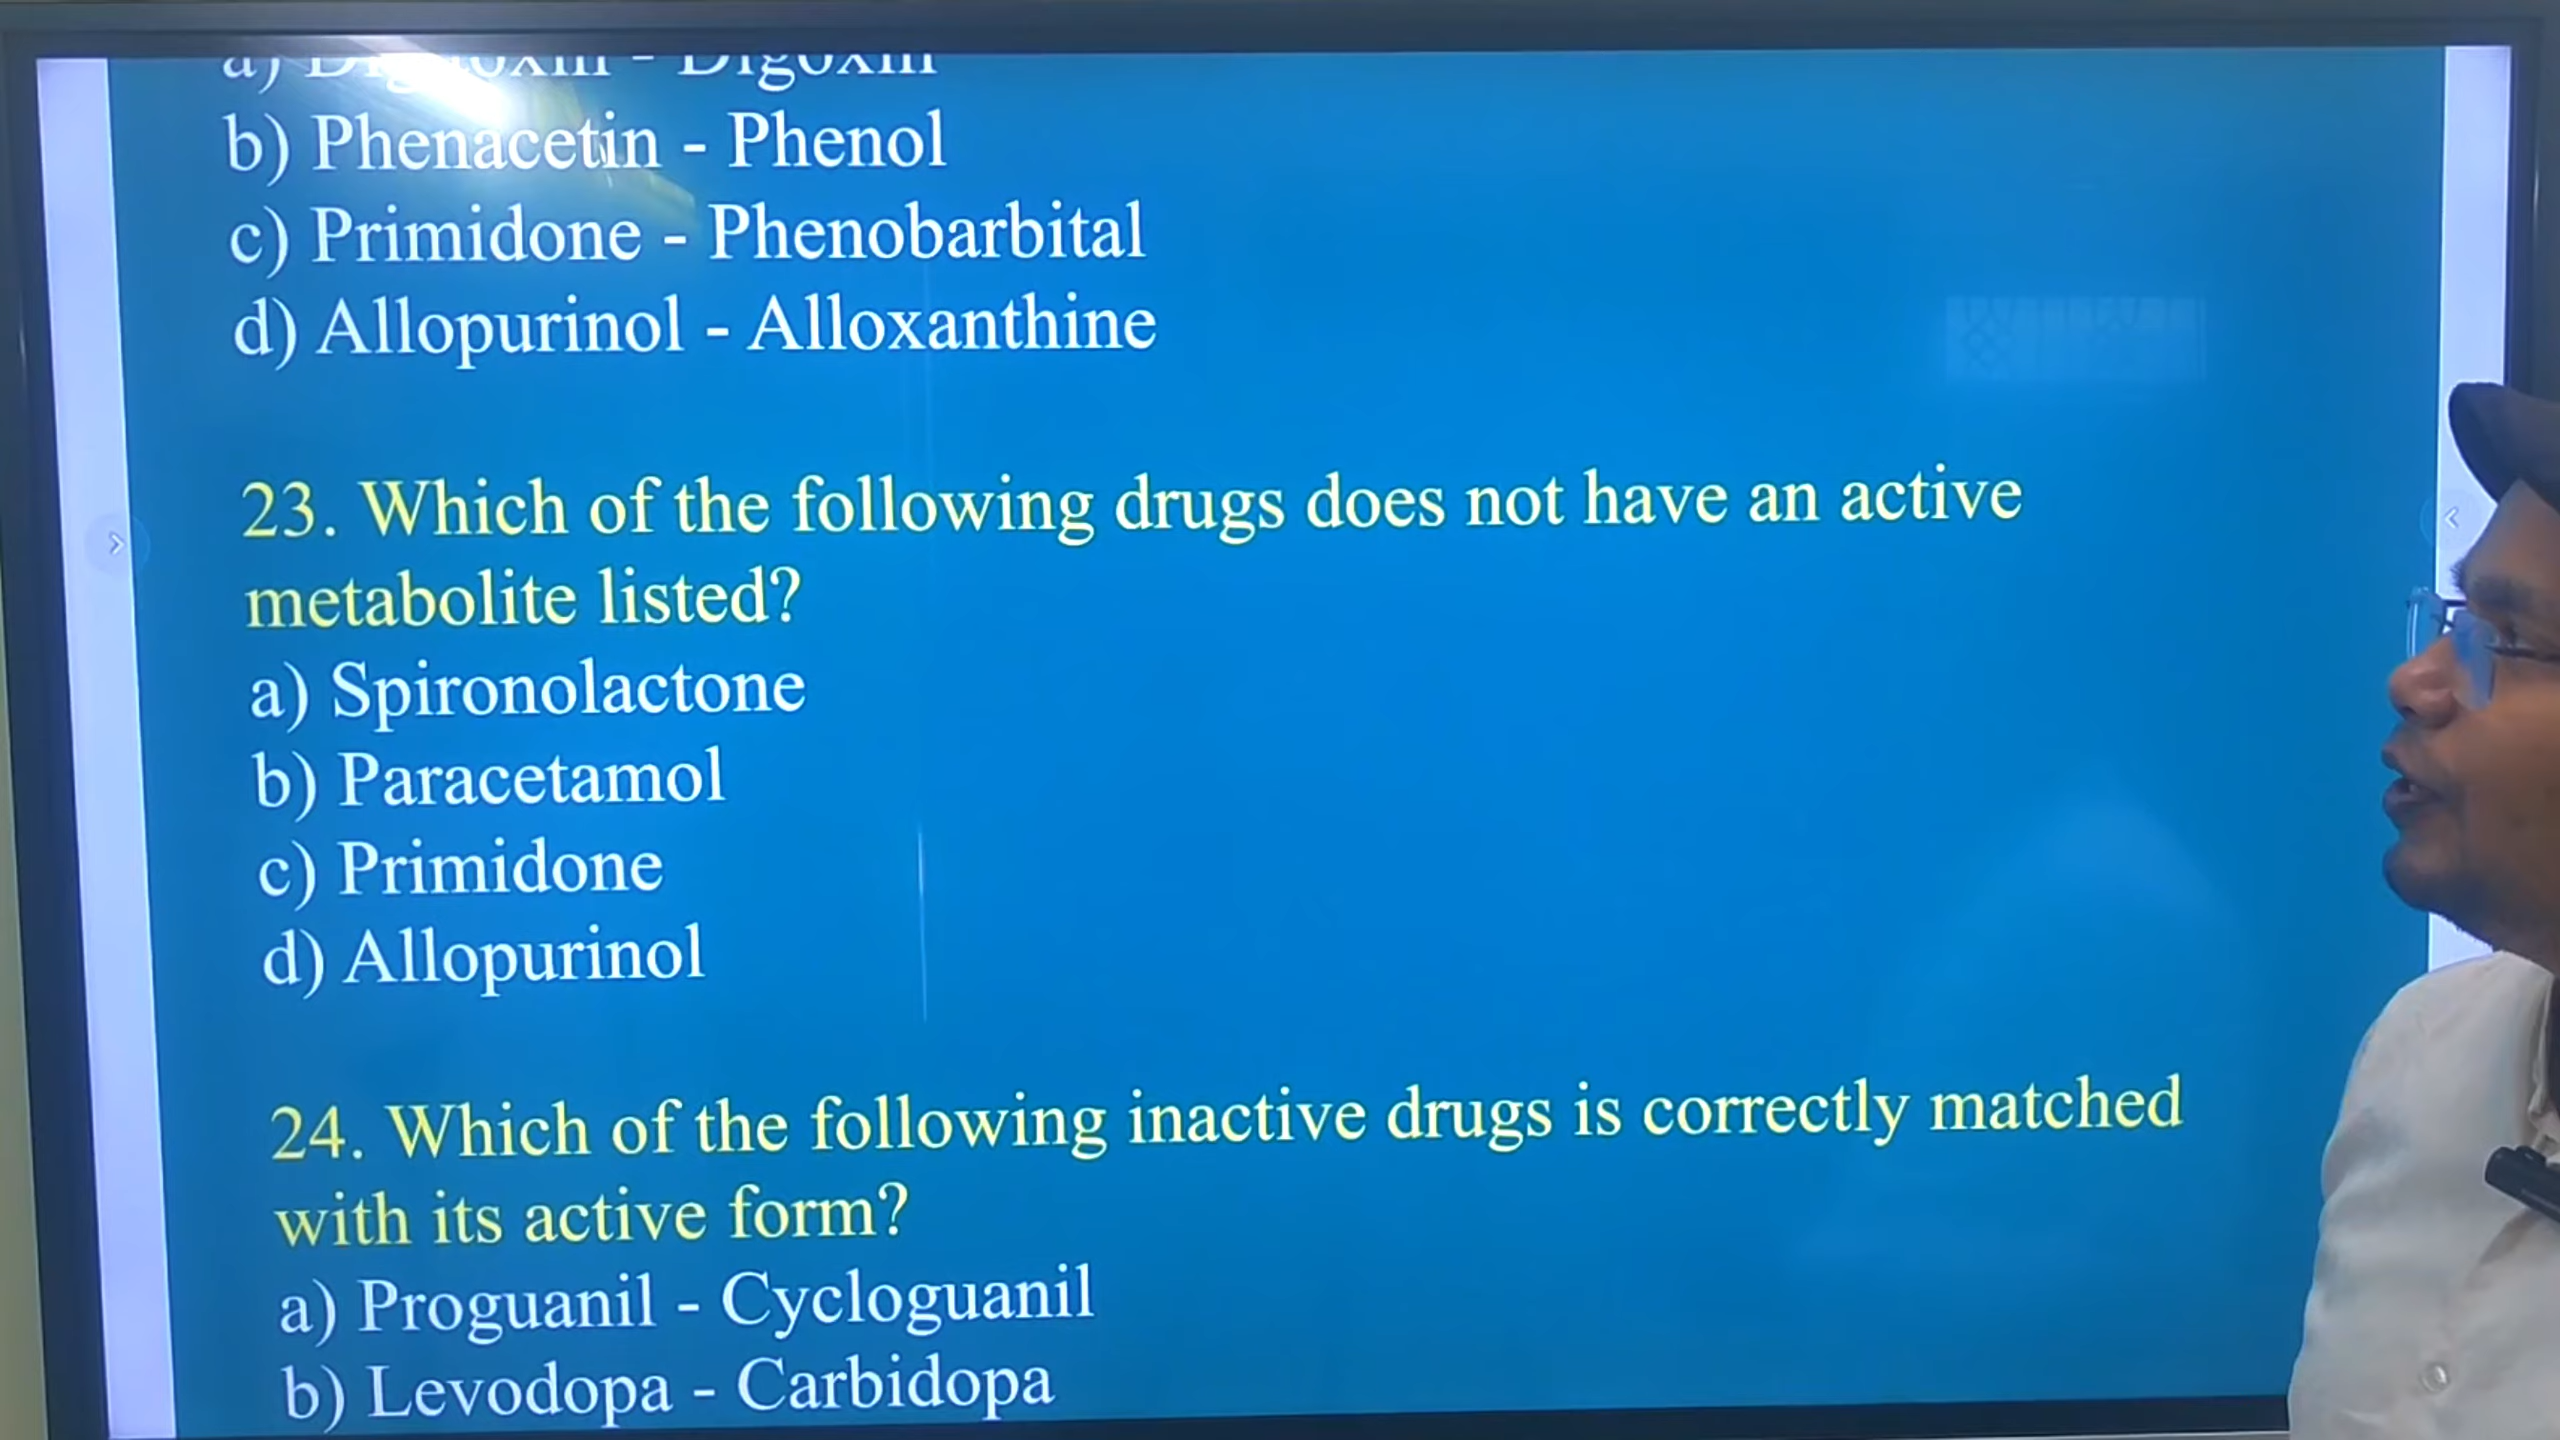 a) Digitoxin - Digoxin
b) Phenacetin - Phenol
c) Primidone - Phenobarbital
d) Allopurinol - Alloxanthine
23. Which of the following drugs does not have an active
metabolite listed?
a) Spironolactone
b) Paracetamol
c) Primidone
d) Allopurinol
24. Which of the following inactive drugs is correctly matched
with its active form?
a) Proguanil - Cycloguanil
b) Levodopa - Carbidopa